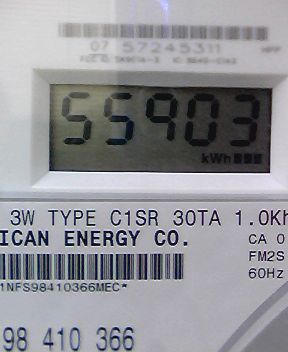 07 57245311
55903
kWh
3W TYPE C1SR 30TA 1.0Kh
ICAN ENERGY CO.
CA 0
FM2S
60Hz
1NFS98410366MEC*
98 410 366